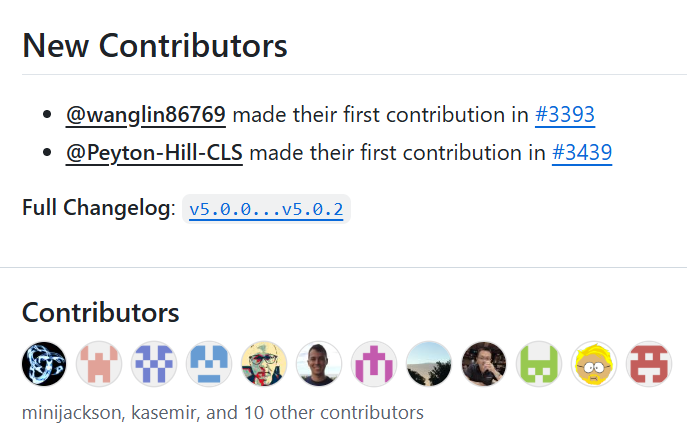 New Contributors
@wanglin86769 made their first contribution in #3393
@Peyton-Hill-CLS made their first contribution in #3439
Full Changelog: v5.0.0...v5.0.2
Contributors
minijackson, kasemir, and 10 other contributors